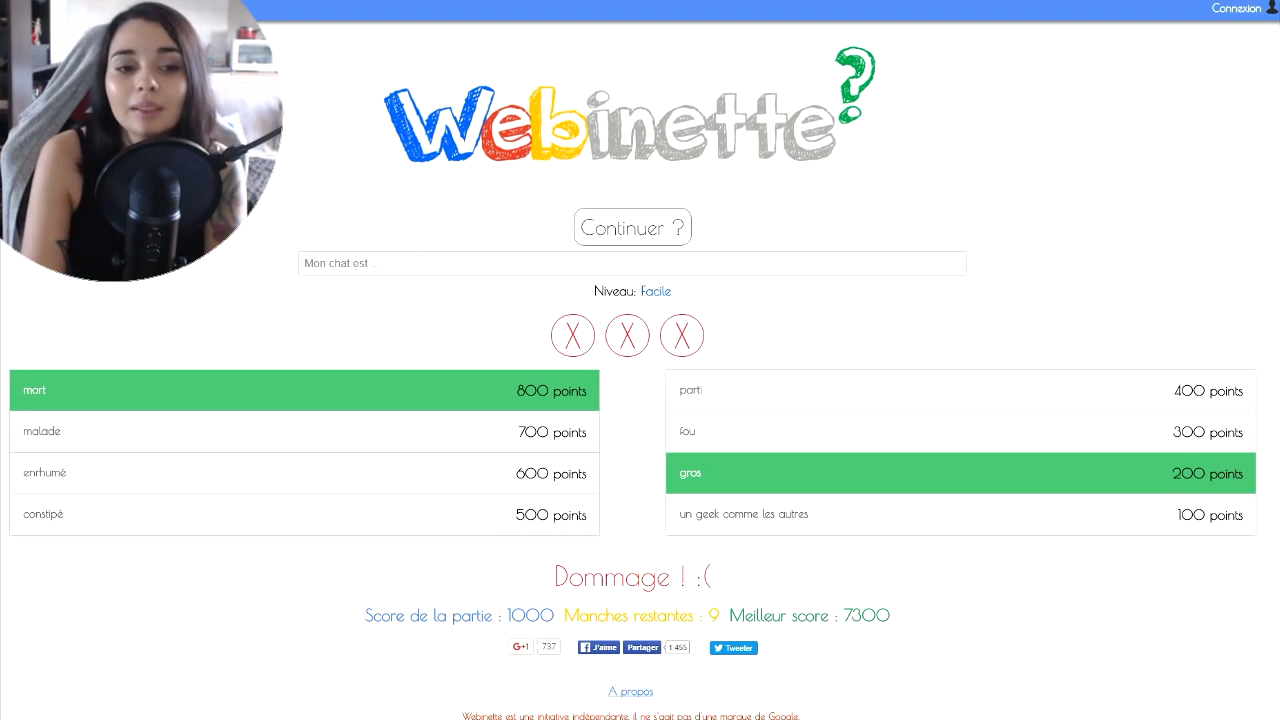 Connexion
Webinette?
Continuer ?
Mon chat est ...
Niveau: Facile
X X X
mort 800 points
malade 700 points
enrhumé 600 points
constipé 500 points
parti 400 points
fou 300 points
gros 200 points
un geek comme les autres 100 points
Dommage ! :(
Score de la partie : 1000 Manches restantes : 9 Meilleur score : 7300
G+1 737 J'aime Partager 1 455 Tweeter
A propos
Webinette est une initiative indépendante, il ne s'agit pas d'une marque de Google.